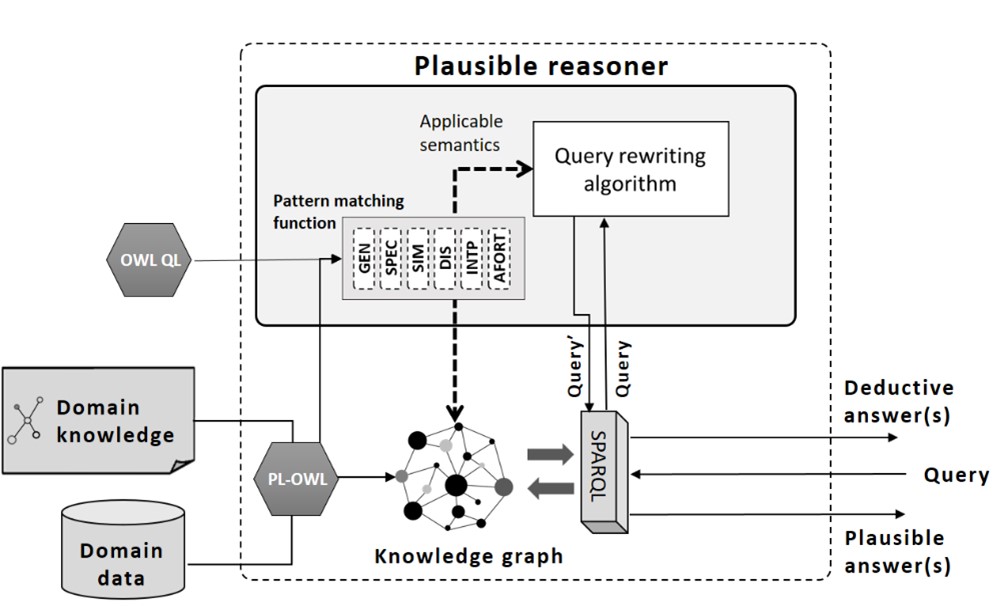 Plausible reasoner
Applicable
semantics
Query rewriting
algorithm
Pattern matching
function
GEN
SPEC
SIM
DIS
INTP
AFORT
OWL QL
Query’
Query
Domain
knowledge
PL-OWL
SPARQL
Deductive
answer(s)
Query
Plausible
answer(s)
Domain
data
Knowledge graph